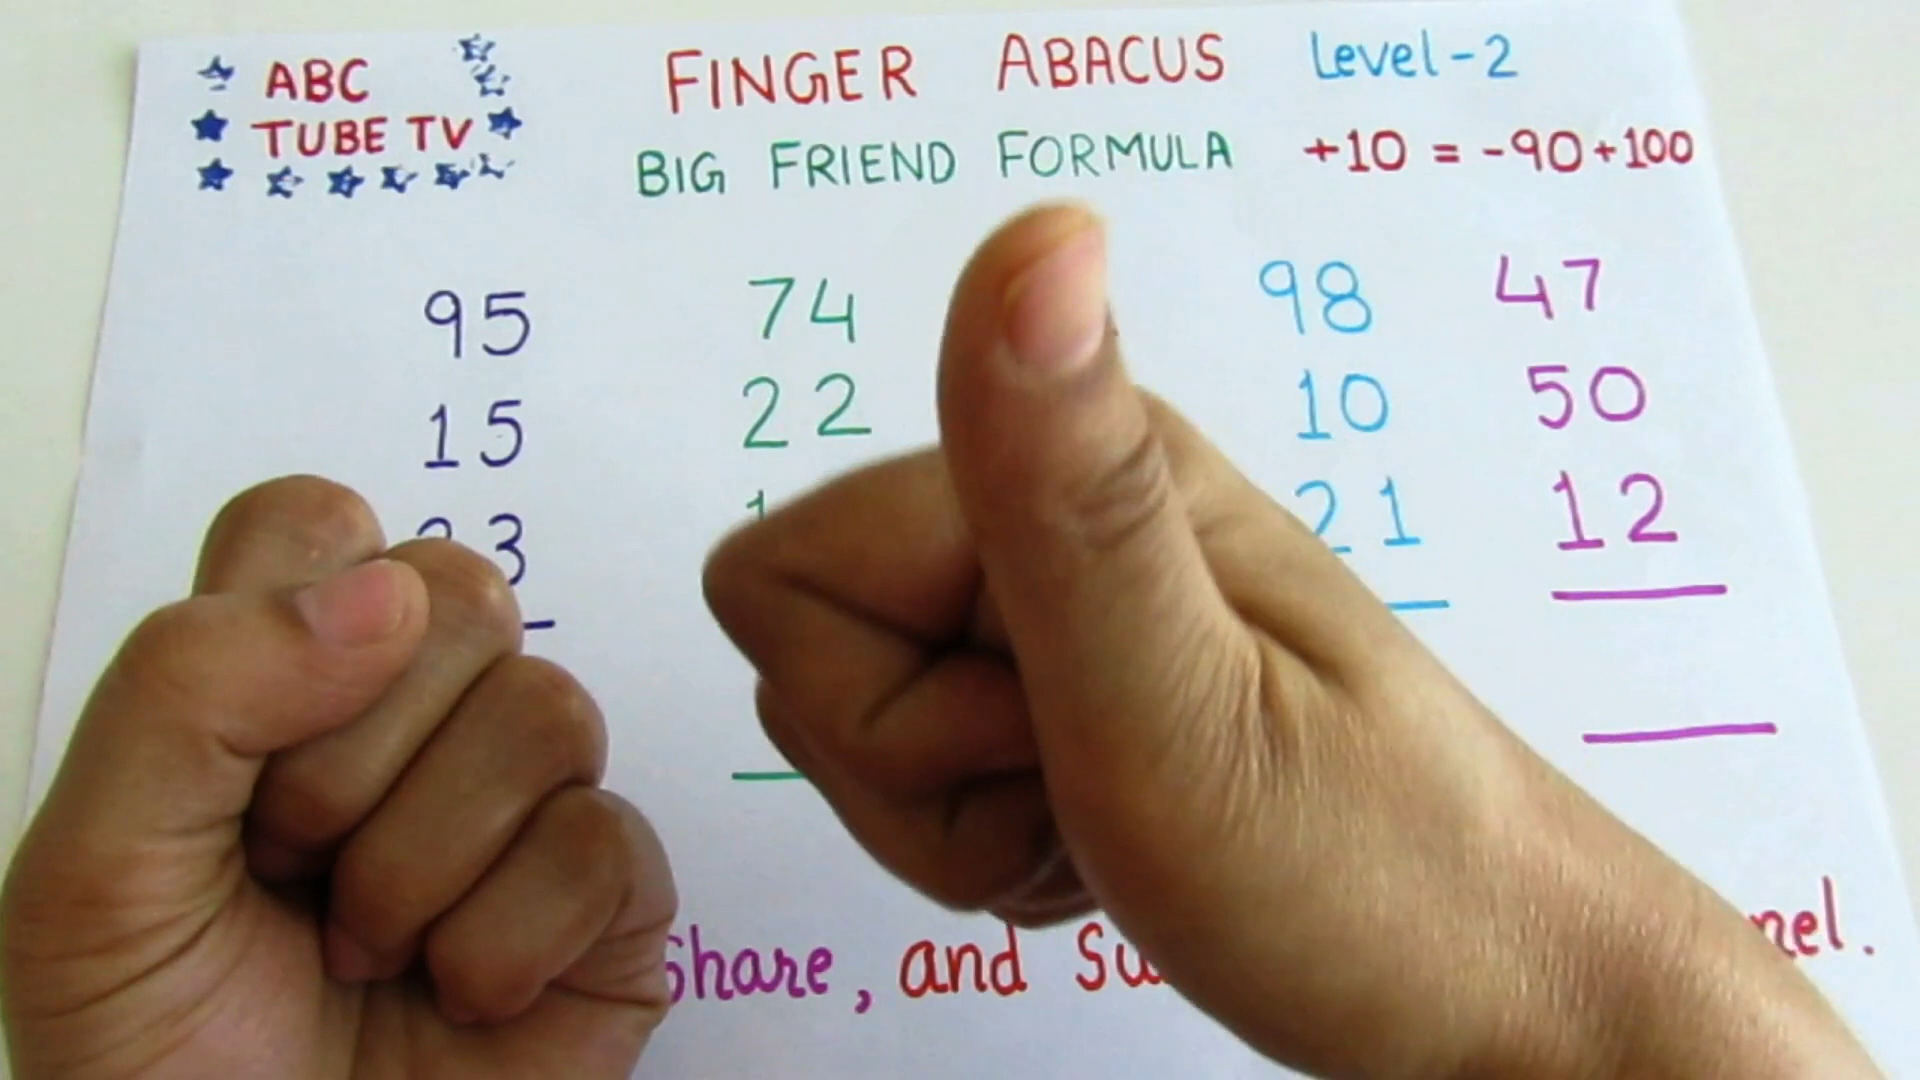 ABC
TUBE TV
FINGER ABACUS Level-2
BIG FRIEND FORMULA +10 = -90+100
95 74 98 47
15 22 10 50
3 21 12
Share, and